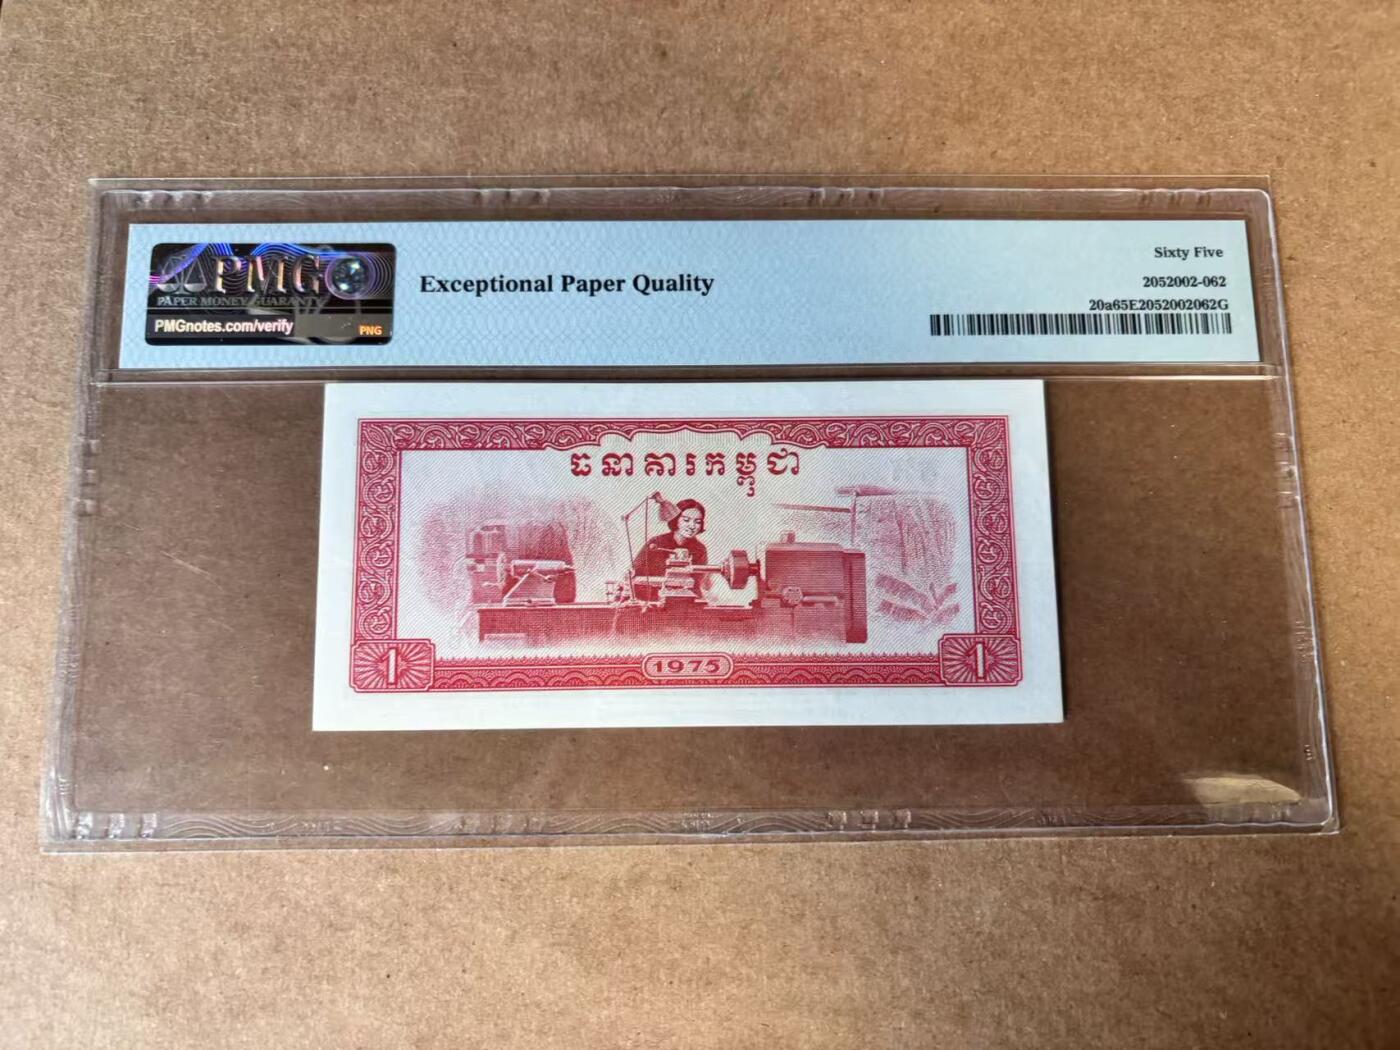 PMG
PAPER MONEY GUARANTY
PMGnotes.com/verify
PNG
Exceptional Paper Quality
Sixty Five
2052002-062
20a65E2052002062G
ធនាគារកម្ពុជា
1
1975
1